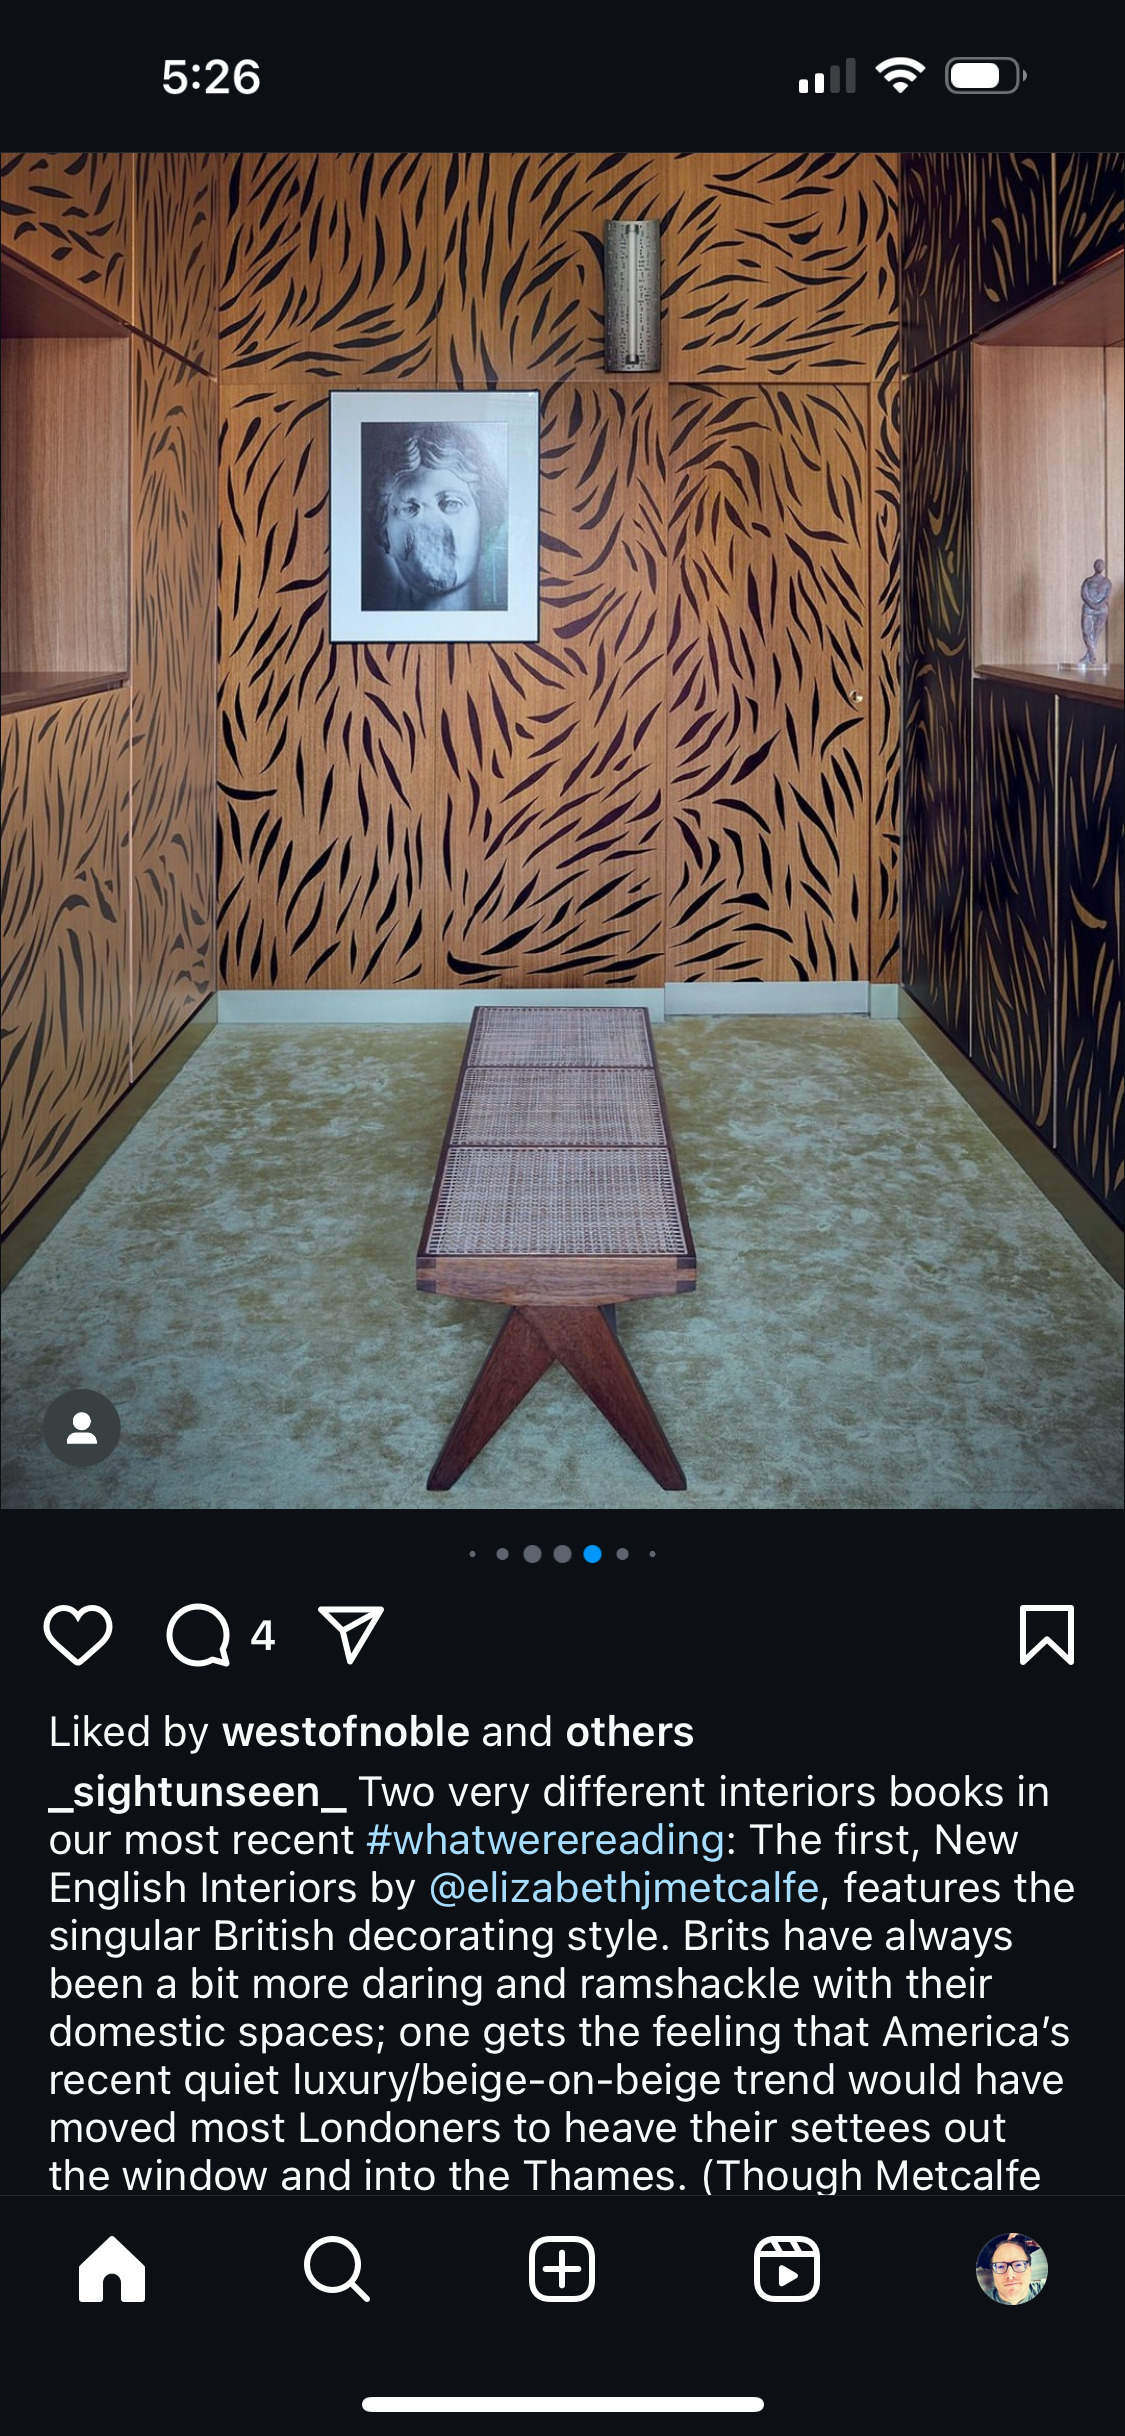 5:26
4
Liked by westofnoble and others
_sightunseen_ Two very different interiors books in
our most recent #whatwerereading: The first, New
English Interiors by @elizabethjmetcalfe, features the
singular British decorating style. Brits have always
been a bit more daring and ramshackle with their
domestic spaces; one gets the feeling that America’s
recent quiet luxury/beige-on-beige trend would have
moved most Londoners to heave their settees out
the window and into the Thames. (Though Metcalfe